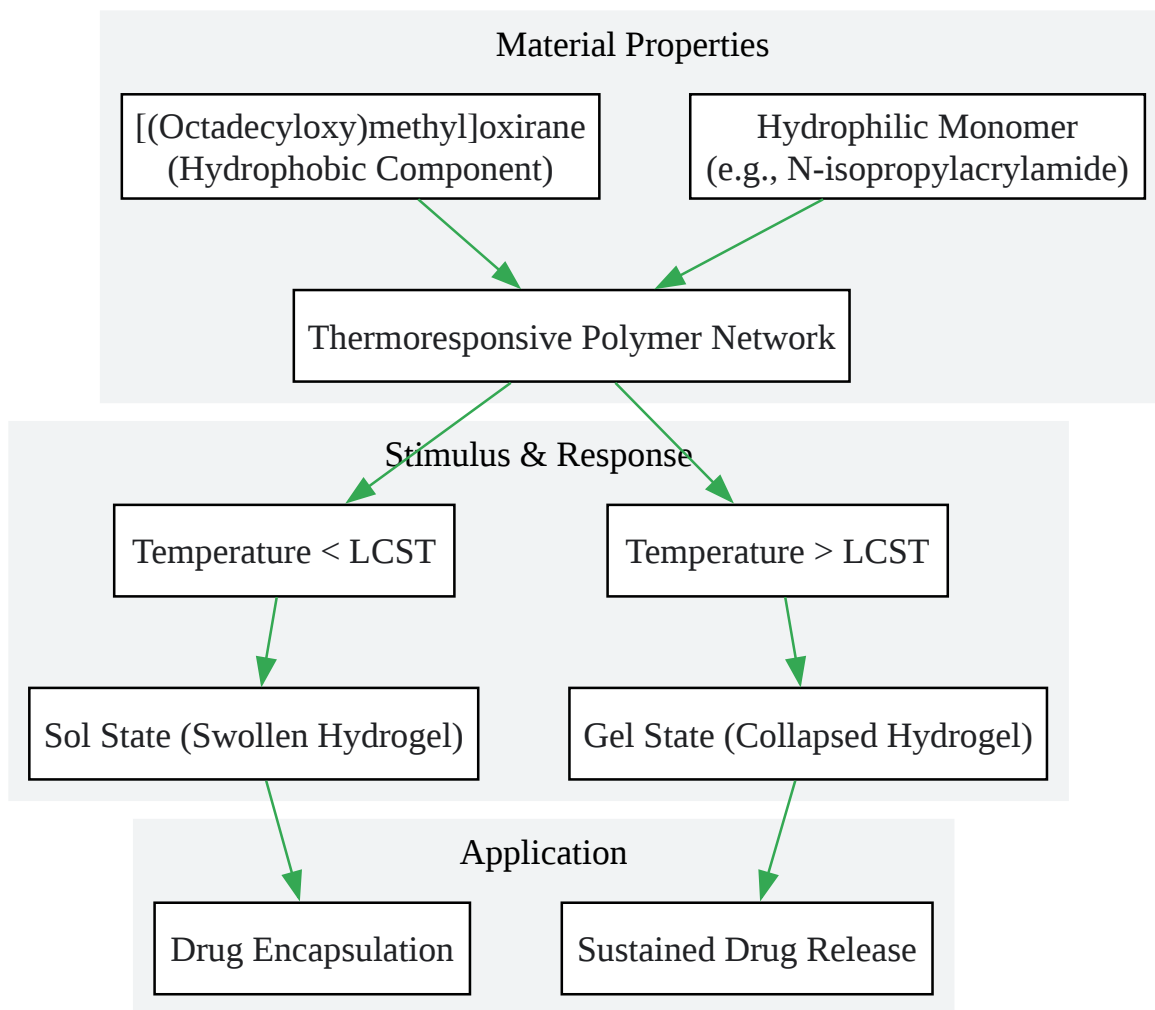 Material Properties
[(Octadecyloxy)methyl]oxirane
(Hydrophobic Component)
Hydrophilic Monomer
(e.g., N-isopropylacrylamide)
Thermoresponsive Polymer Network
Stimulus & Response
Temperature < LCST
Temperature > LCST
Sol State (Swollen Hydrogel)
Gel State (Collapsed Hydrogel)
Application
Drug Encapsulation
Sustained Drug Release